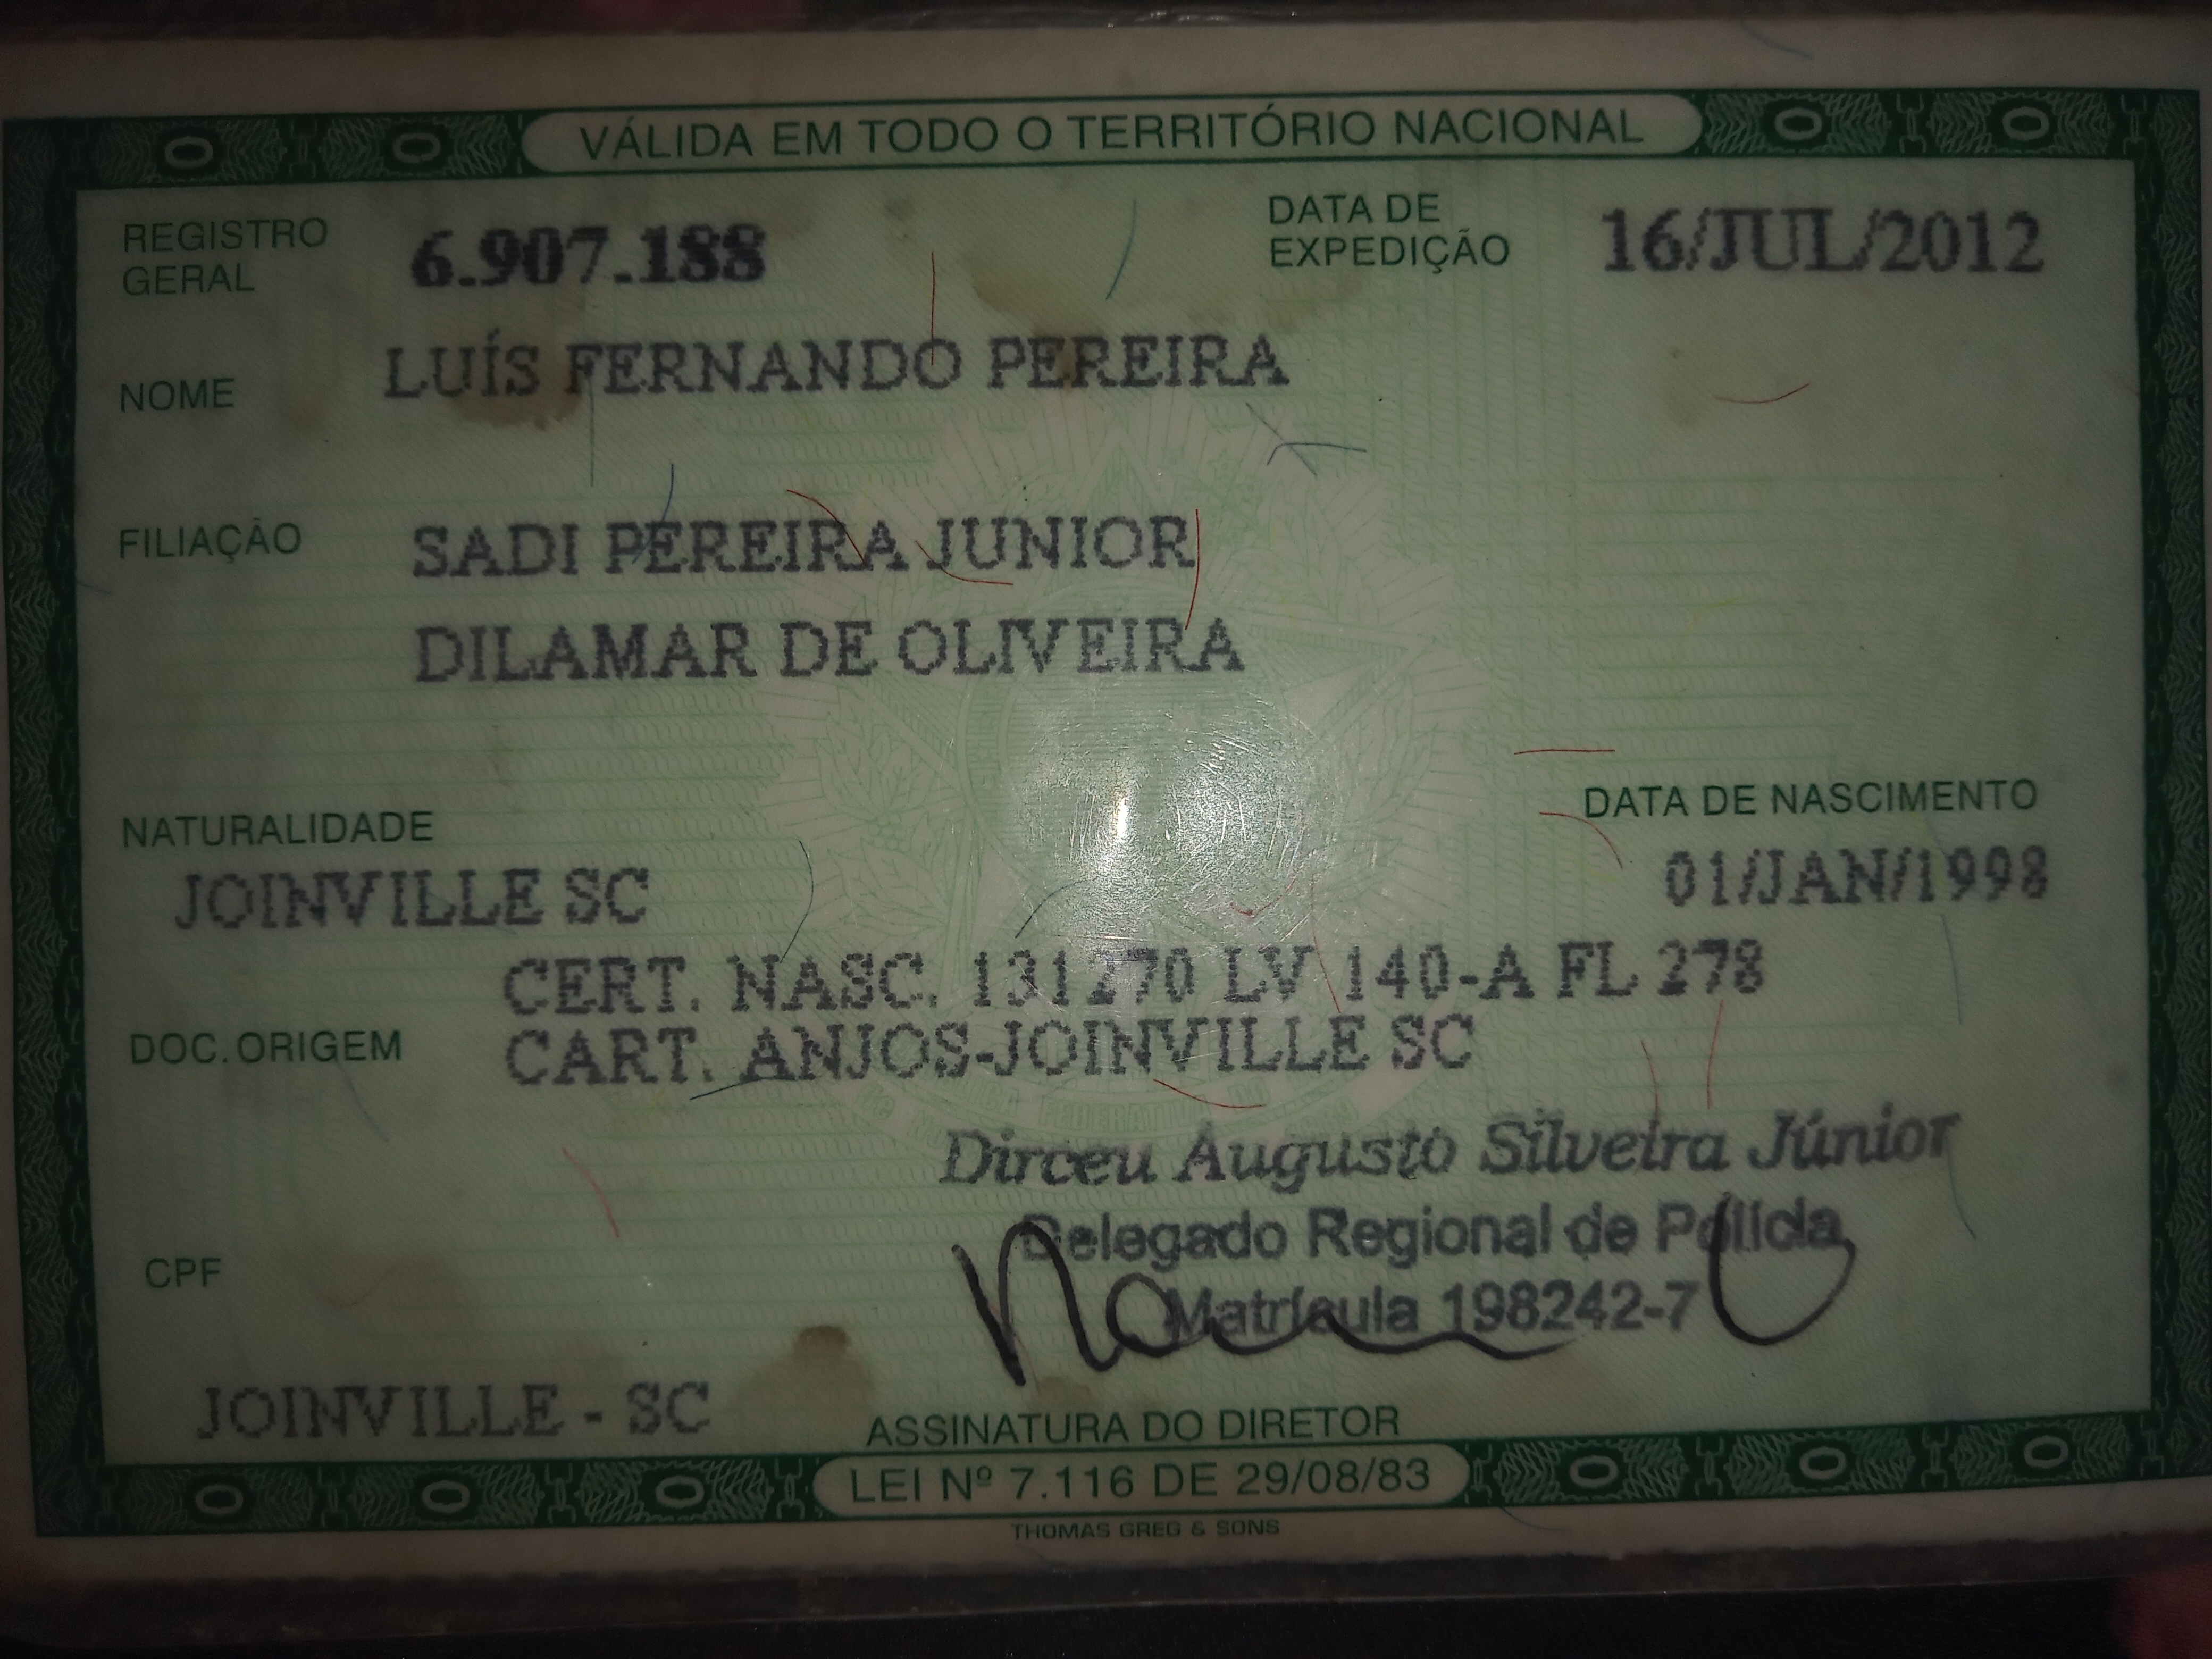 VÁLIDA EM TODO O TERRITÓRIO NACIONAL
REGISTRO GERAL 6.907.188 DATA DE EXPEDIÇÃO 16/JUL/2012
NOME LUÍS FERNANDO PEREIRA
FILIAÇÃO SADI PEREIRA JUNIOR
DILAMAR DE OLIVEIRA
NATURALIDADE DATA DE NASCIMENTO
JOINVILLE SC 01/JAN/1998
CERT. NASC. 131270 LV 140-A FL 278
DOC. ORIGEM CART. ANJOS-JOINVILLE SC
Dirceu Augusto Silveira Júnior
Delegado Regional de Polícia
CPF
Matrícula 198242-7
JOINVILLE - SC
ASSINATURA DO DIRETOR
LEI Nº 7.116 DE 29/08/83
THOMAS GREG & SONS